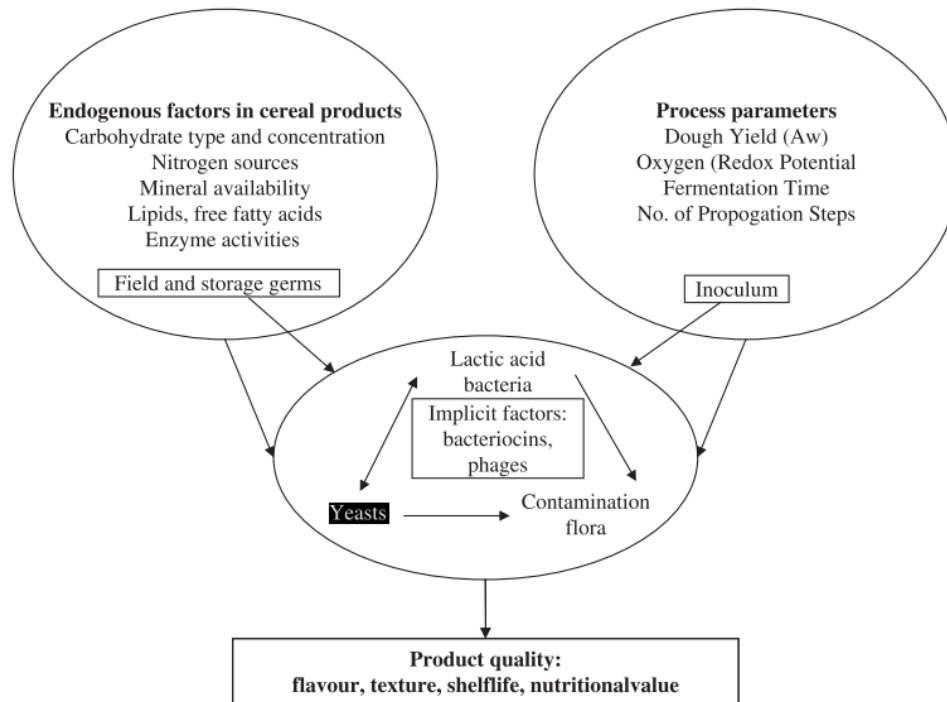 Endogenous factors in cereal products
Carbohydrate type and concentration
Nitrogen sources
Mineral availability
Lipids, free fatty acids
Enzyme activities
Field and storage germs
Process parameters
Dough Yield (Aw)
Oxygen (Redox Potential
Fermentation Time
No. of Propogation Steps
Inoculum
Lactic acid
bacteria
Implicit factors:
bacteriocins,
phages
Yeasts
Contamination
flora
Product quality:
flavour, texture, shelflife, nutritionalvalue